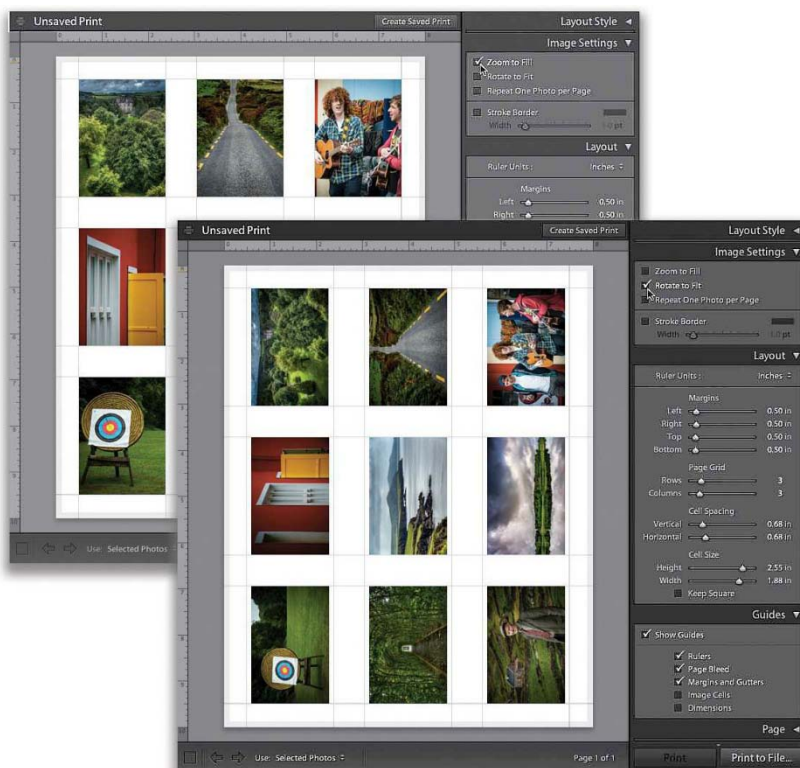 Unsaved Print
Create Saved Print
Layout Style
Image Settings
Zoom to Fill
Rotate to Fit
Repeat One Photo per Page
Stroke Border
Width
1.0 pt
Layout
Ruler Units :
Inches
Margins
Left
0.50 in
Right
0.50 in
Unsaved Print
Create Saved Print
Layout Style
Image Settings
Zoom to Fill
Rotate to Fit
Repeat One Photo per Page
Stroke Border
Width
1.0 pt
Layout
Ruler Units :
Inches
Margins
Left
0.50 in
Right
0.50 in
Top
0.50 in
Bottom
0.50 in
Page Grid
Rows
3
Columns
3
Cell Spacing
Vertical
0.68 in
Horizontal
0.68 in
Cell Size
Height
2.55 in
Width
1.88 in
Keep Square
Guides
Show Guides
Rulers
Page Bleed
Margins and Gutters
Image Cells
Dimensions
Page
Use: Selected Photos
Use: Selected Photos
Page 1 of 1
Print
Print to File...